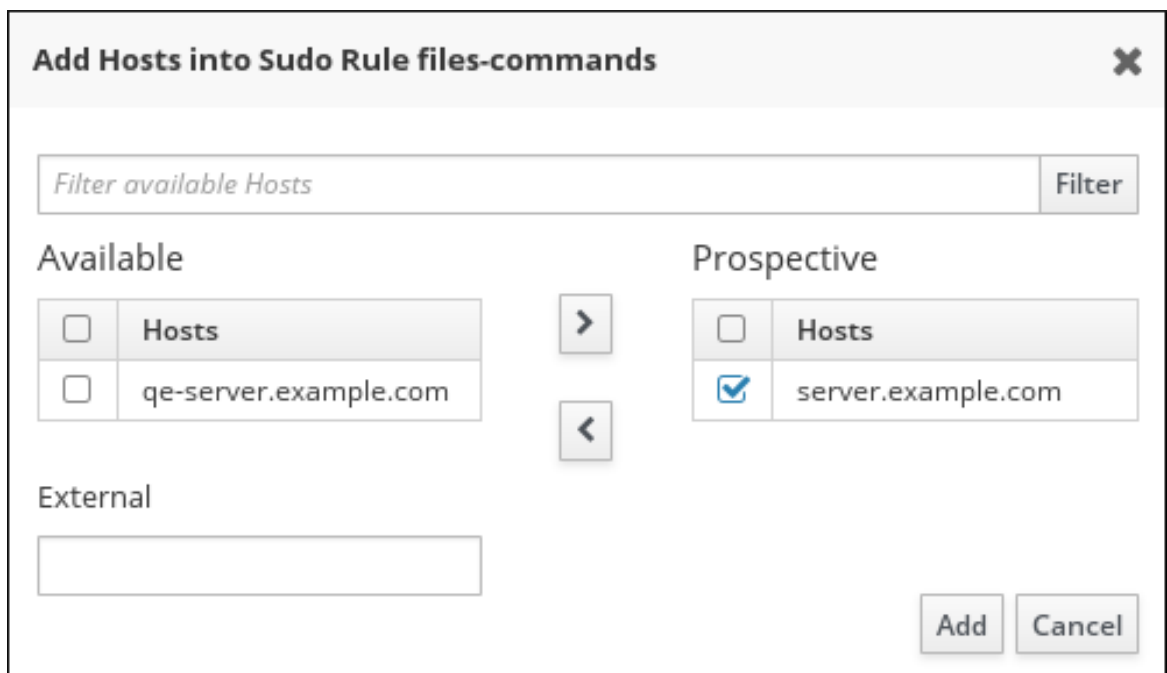 Add Hosts into Sudo Rule files-commands
Filter available Hosts
Filter
Available
Prospective
Hosts
Hosts
qe-server.example.com
server.example.com
External
Add
Cancel